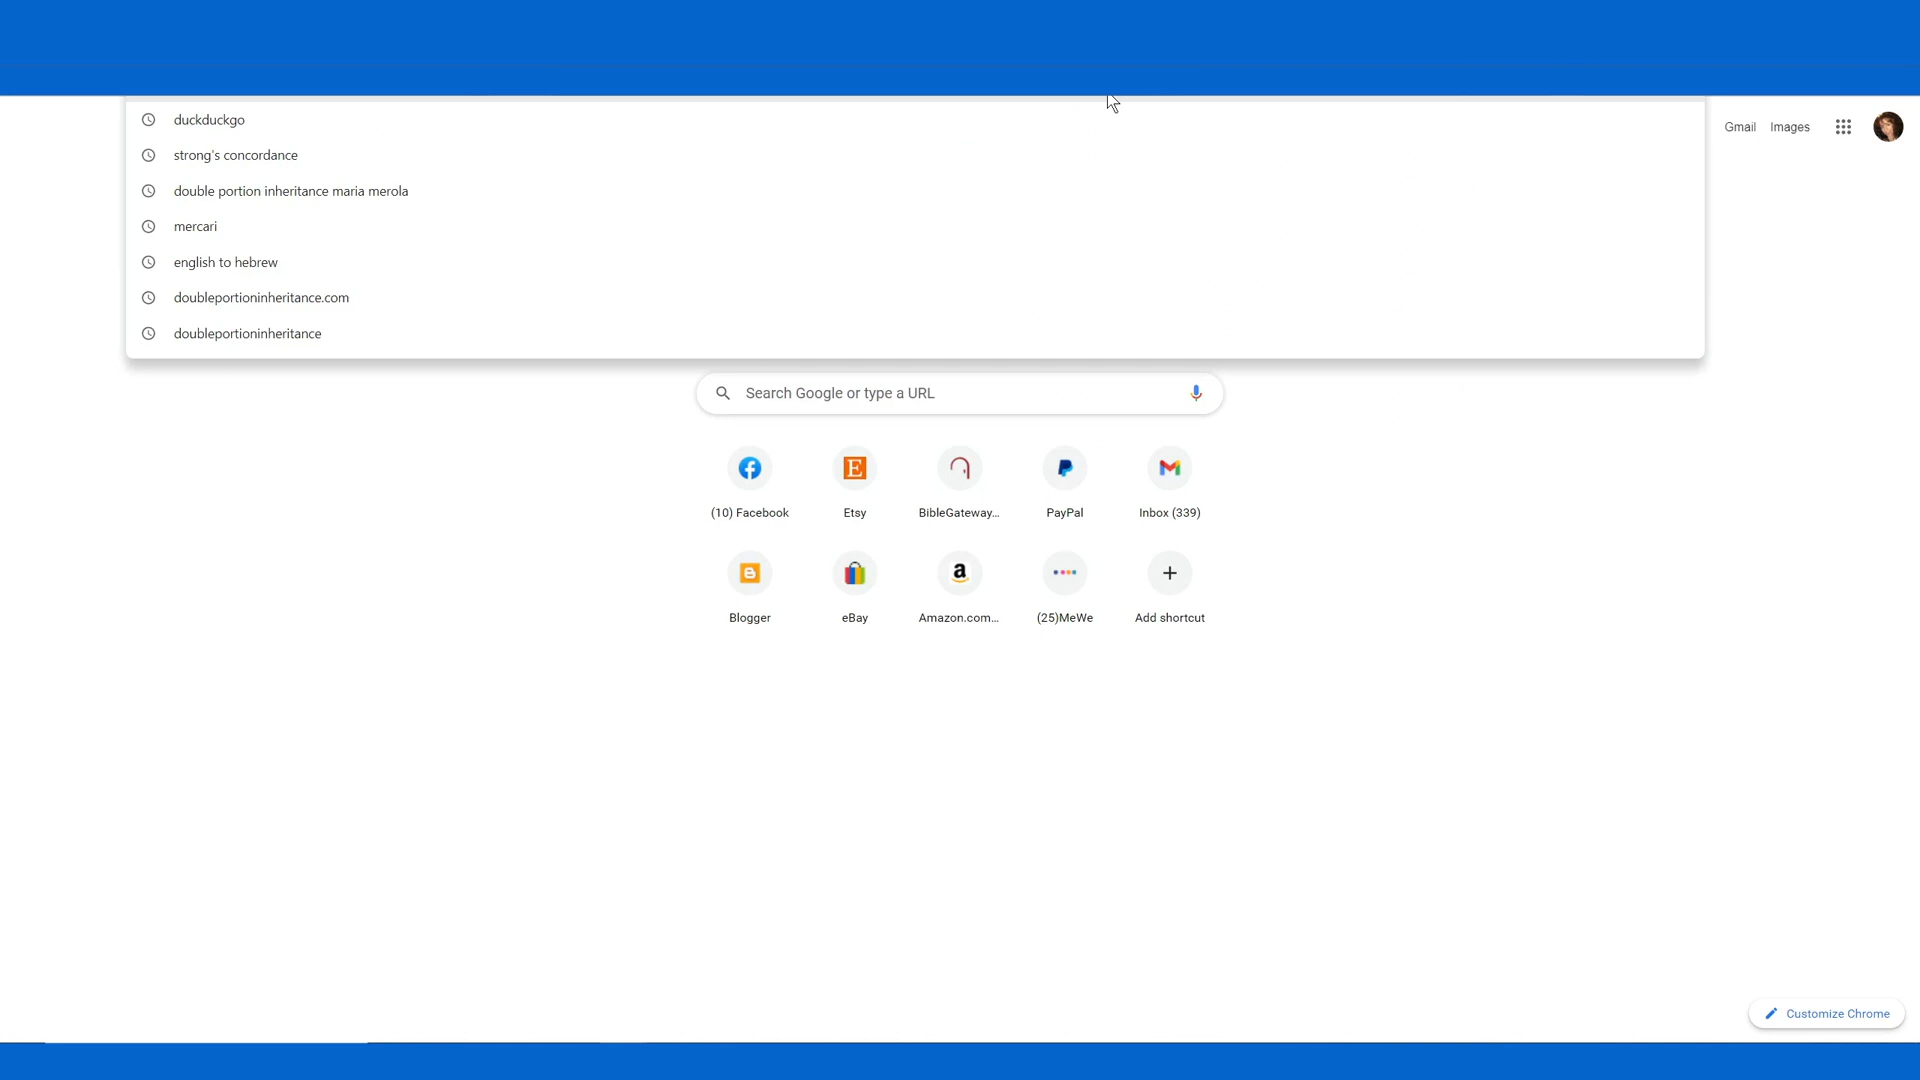 duckduckgo
Gmail Images
strong's concordance
double portion inheritance maria merola
mercari
english to hebrew
doubleportioninheritance.com
doubleportioninheritance
Search Google or type a URL
(10) Facebook
Etsy
BibleGateway...
PayPal
Inbox (339)
Blogger
eBay
Amazon.com...
(25)MeWe
Add shortcut
Customize Chrome